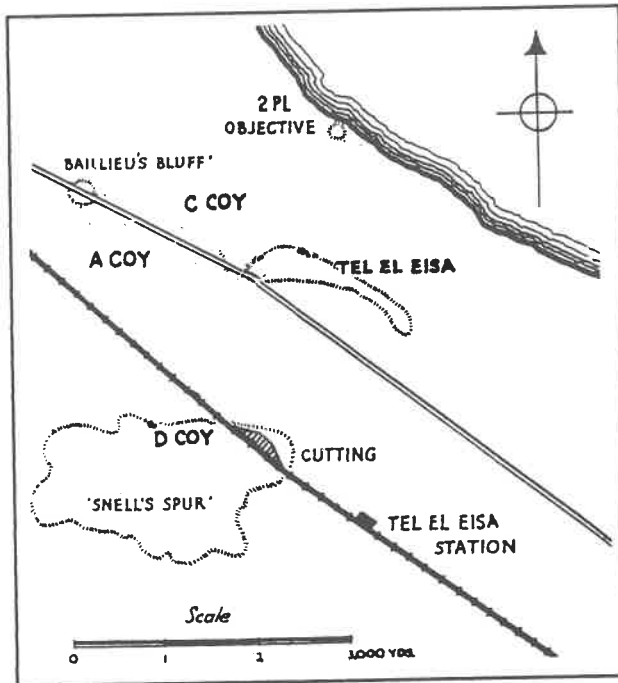 2 PL
OBJECTIVE
'BAILLIEU'S BLUFF'
C COY
A COY
TEL EL EISA
D COY
CUTTING
'SNELL'S SPUR'
TEL EL EISA
STATION
Scale
0 1 2 3,000 YDS.